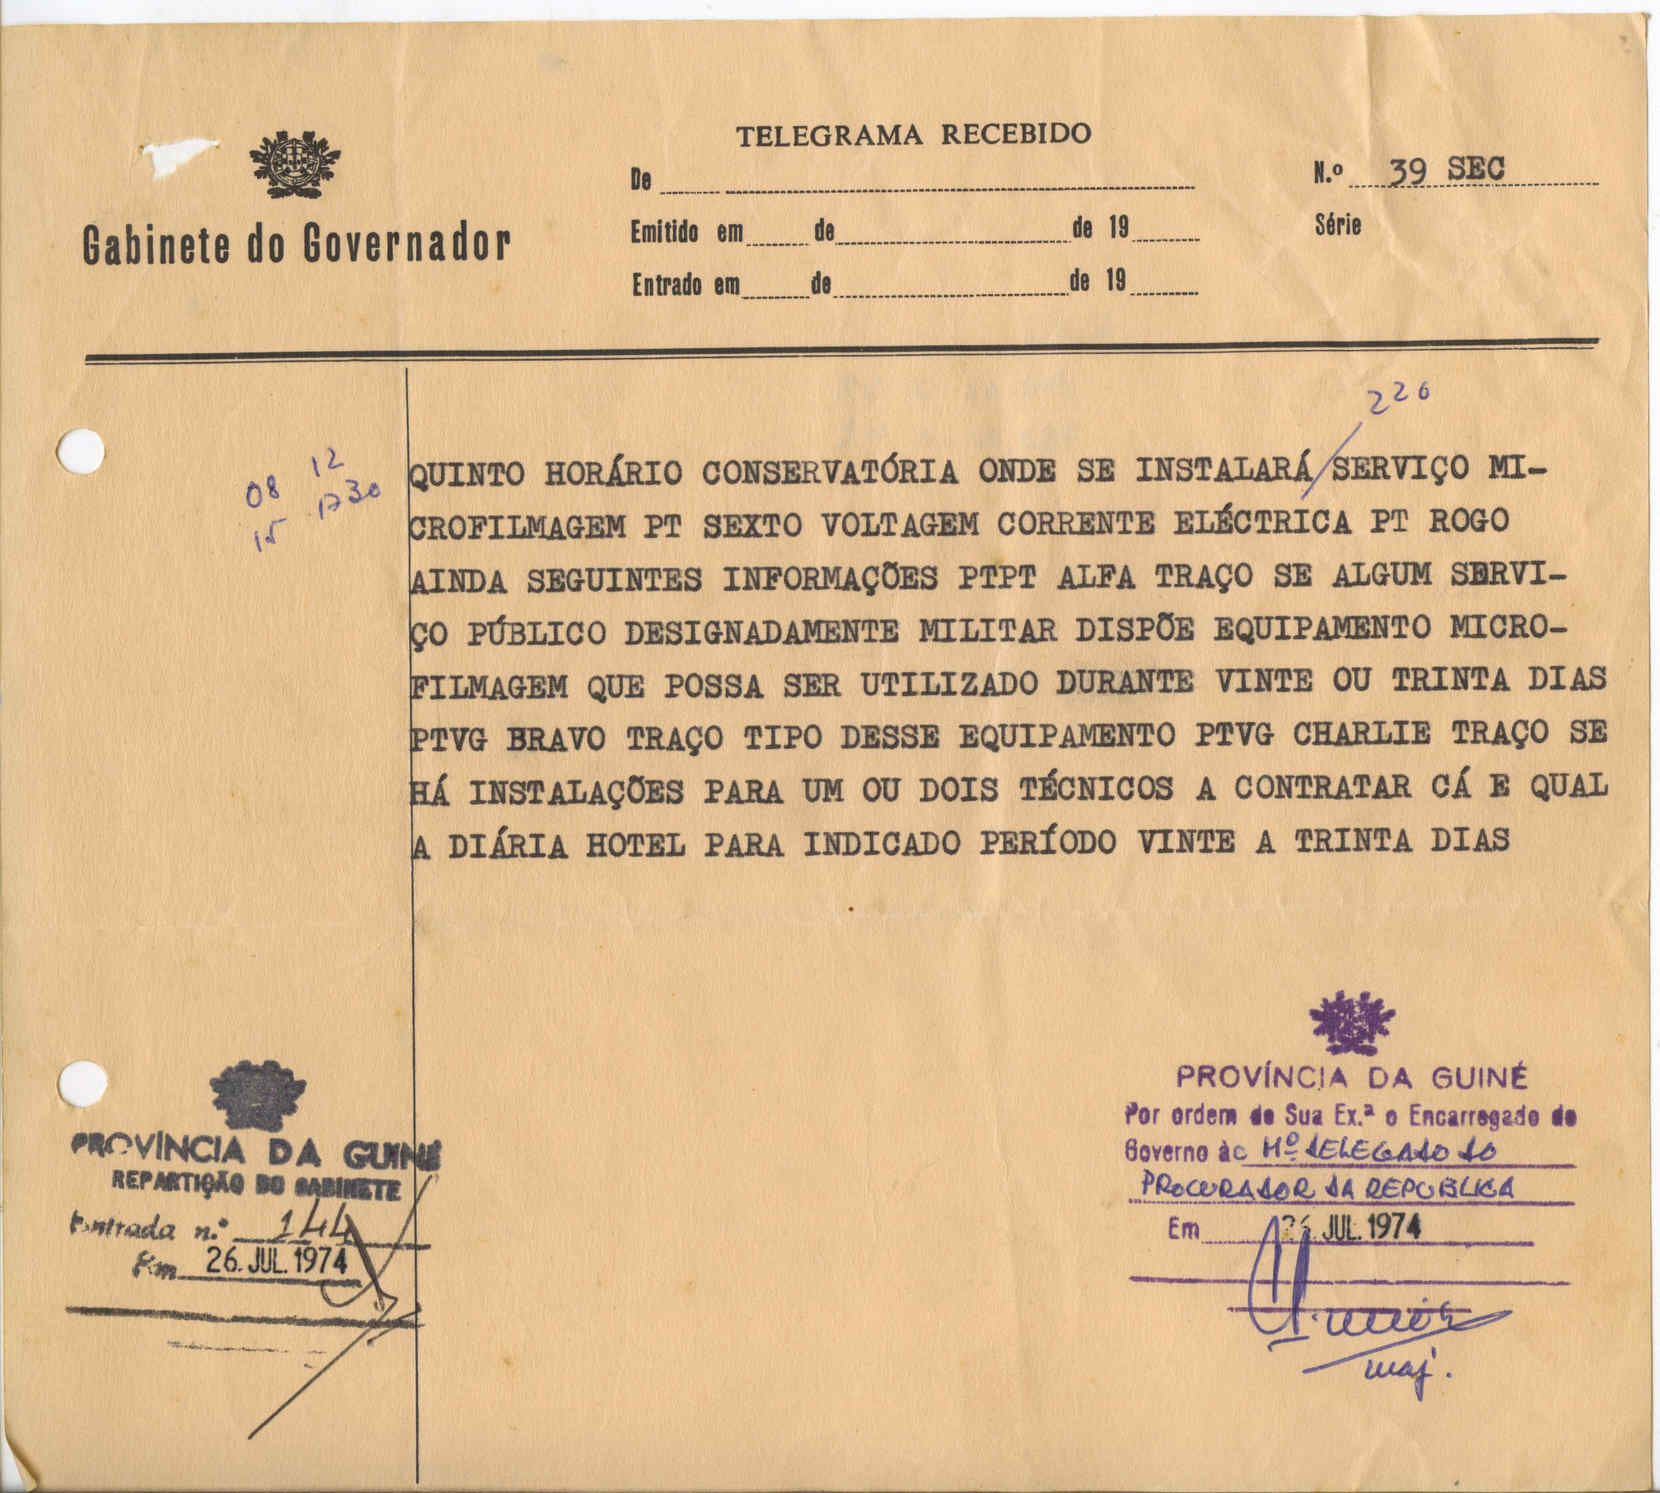 TELEGRAMA RECEBIDO
Gabinete do Governador
De
Emitido em de de 19
Entrado em de de 19
N.º 39 SEC
Série
220
08 12
15 1730
QUINTO HORÁRIO CONSERVATÓRIA ONDE SE INSTALARÁ/SERVIÇO MI-
CROFILMAGEM PT SEXTO VOLTAGEM CORRENTE ELÉCTRICA PT ROGO
AINDA SEGUINTES INFORMAÇÕES PTPT ALFA TRAÇO SE ALGUM SERVI-
ÇO PÚBLICO DESIGNADAMENTE MILITAR DISPÕE EQUIPAMENTO MICRO-
FILMAGEM QUE POSSA SER UTILIZADO DURANTE VINTE OU TRINTA DIAS
PTVG BRAVO TRAÇO TIPO DESSE EQUIPAMENTO PTVG CHARLIE TRAÇO SE
HÁ INSTALAÇÕES PARA UM OU DOIS TÉCNICOS A CONTRATAR CÁ E QUAL
A DIÁRIA HOTEL PARA INDICADO PERÍODO VINTE A TRINTA DIAS
PROVÍNCIA DA GUINÉ
REPARTIÇÃO DO GABINETE
Entrada n.º 144
Em 26. JUL. 1974
PROVÍNCIA DA GUINÉ
Por ordem de Sua Ex.ª o Encarregado do
Governo ào Mº DELEGADO DO
PROCURADOR DA REPÚBLICA
Em 26. JUL. 1974
maj.